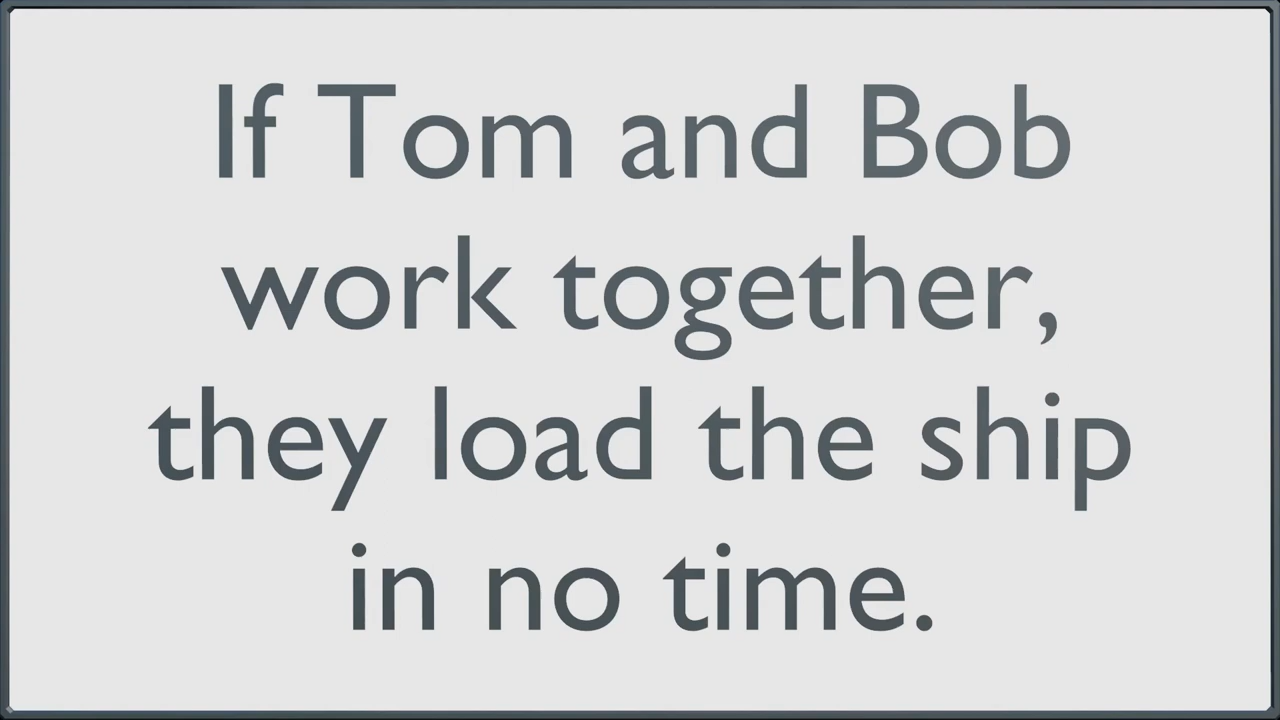 If Tom and Bob
work together,
they load the ship
in no time.